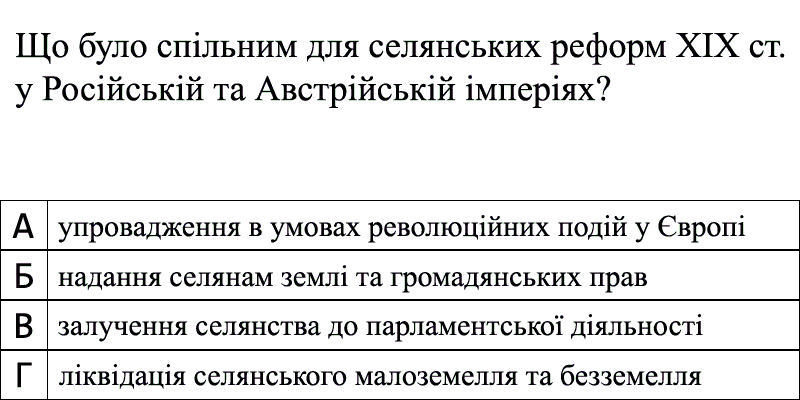 Що було спільним для селянських реформ XIX ст.
у Російській та Австрійській імперіях?
А упровадження в умовах революційних подій у Європі
Б надання селянам землі та громадянських прав
В залучення селянства до парламентської діяльності
Г ліквідація селянського малоземелля та безземелля